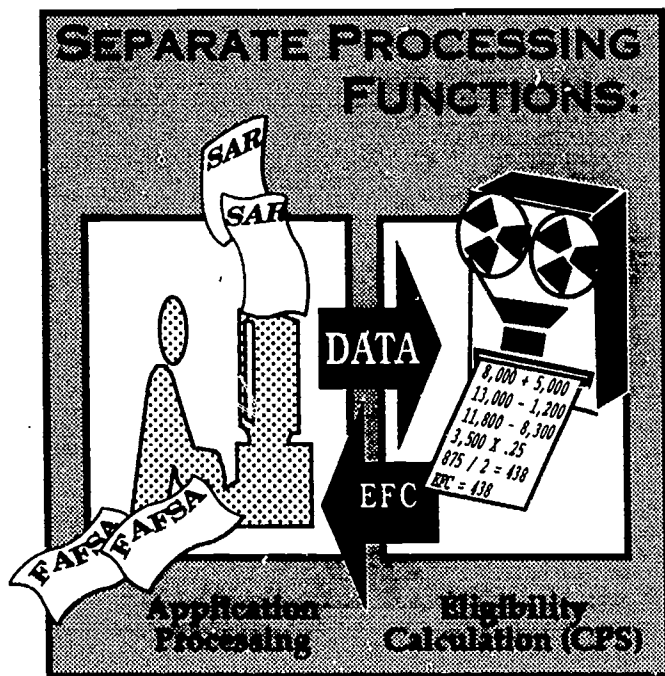 SEPARATE PROCESSING
FUNCTIONS:
SAR
SAR
DATA
8,000 + 5,000
13,000 - 1,200
11,800 - 8,300
3,500 X .25
875 / 2 = 438
EFC = 438
EFC
FAFSA
FAFSA
Application
Processing
Eligibility
Calculation (CPS)